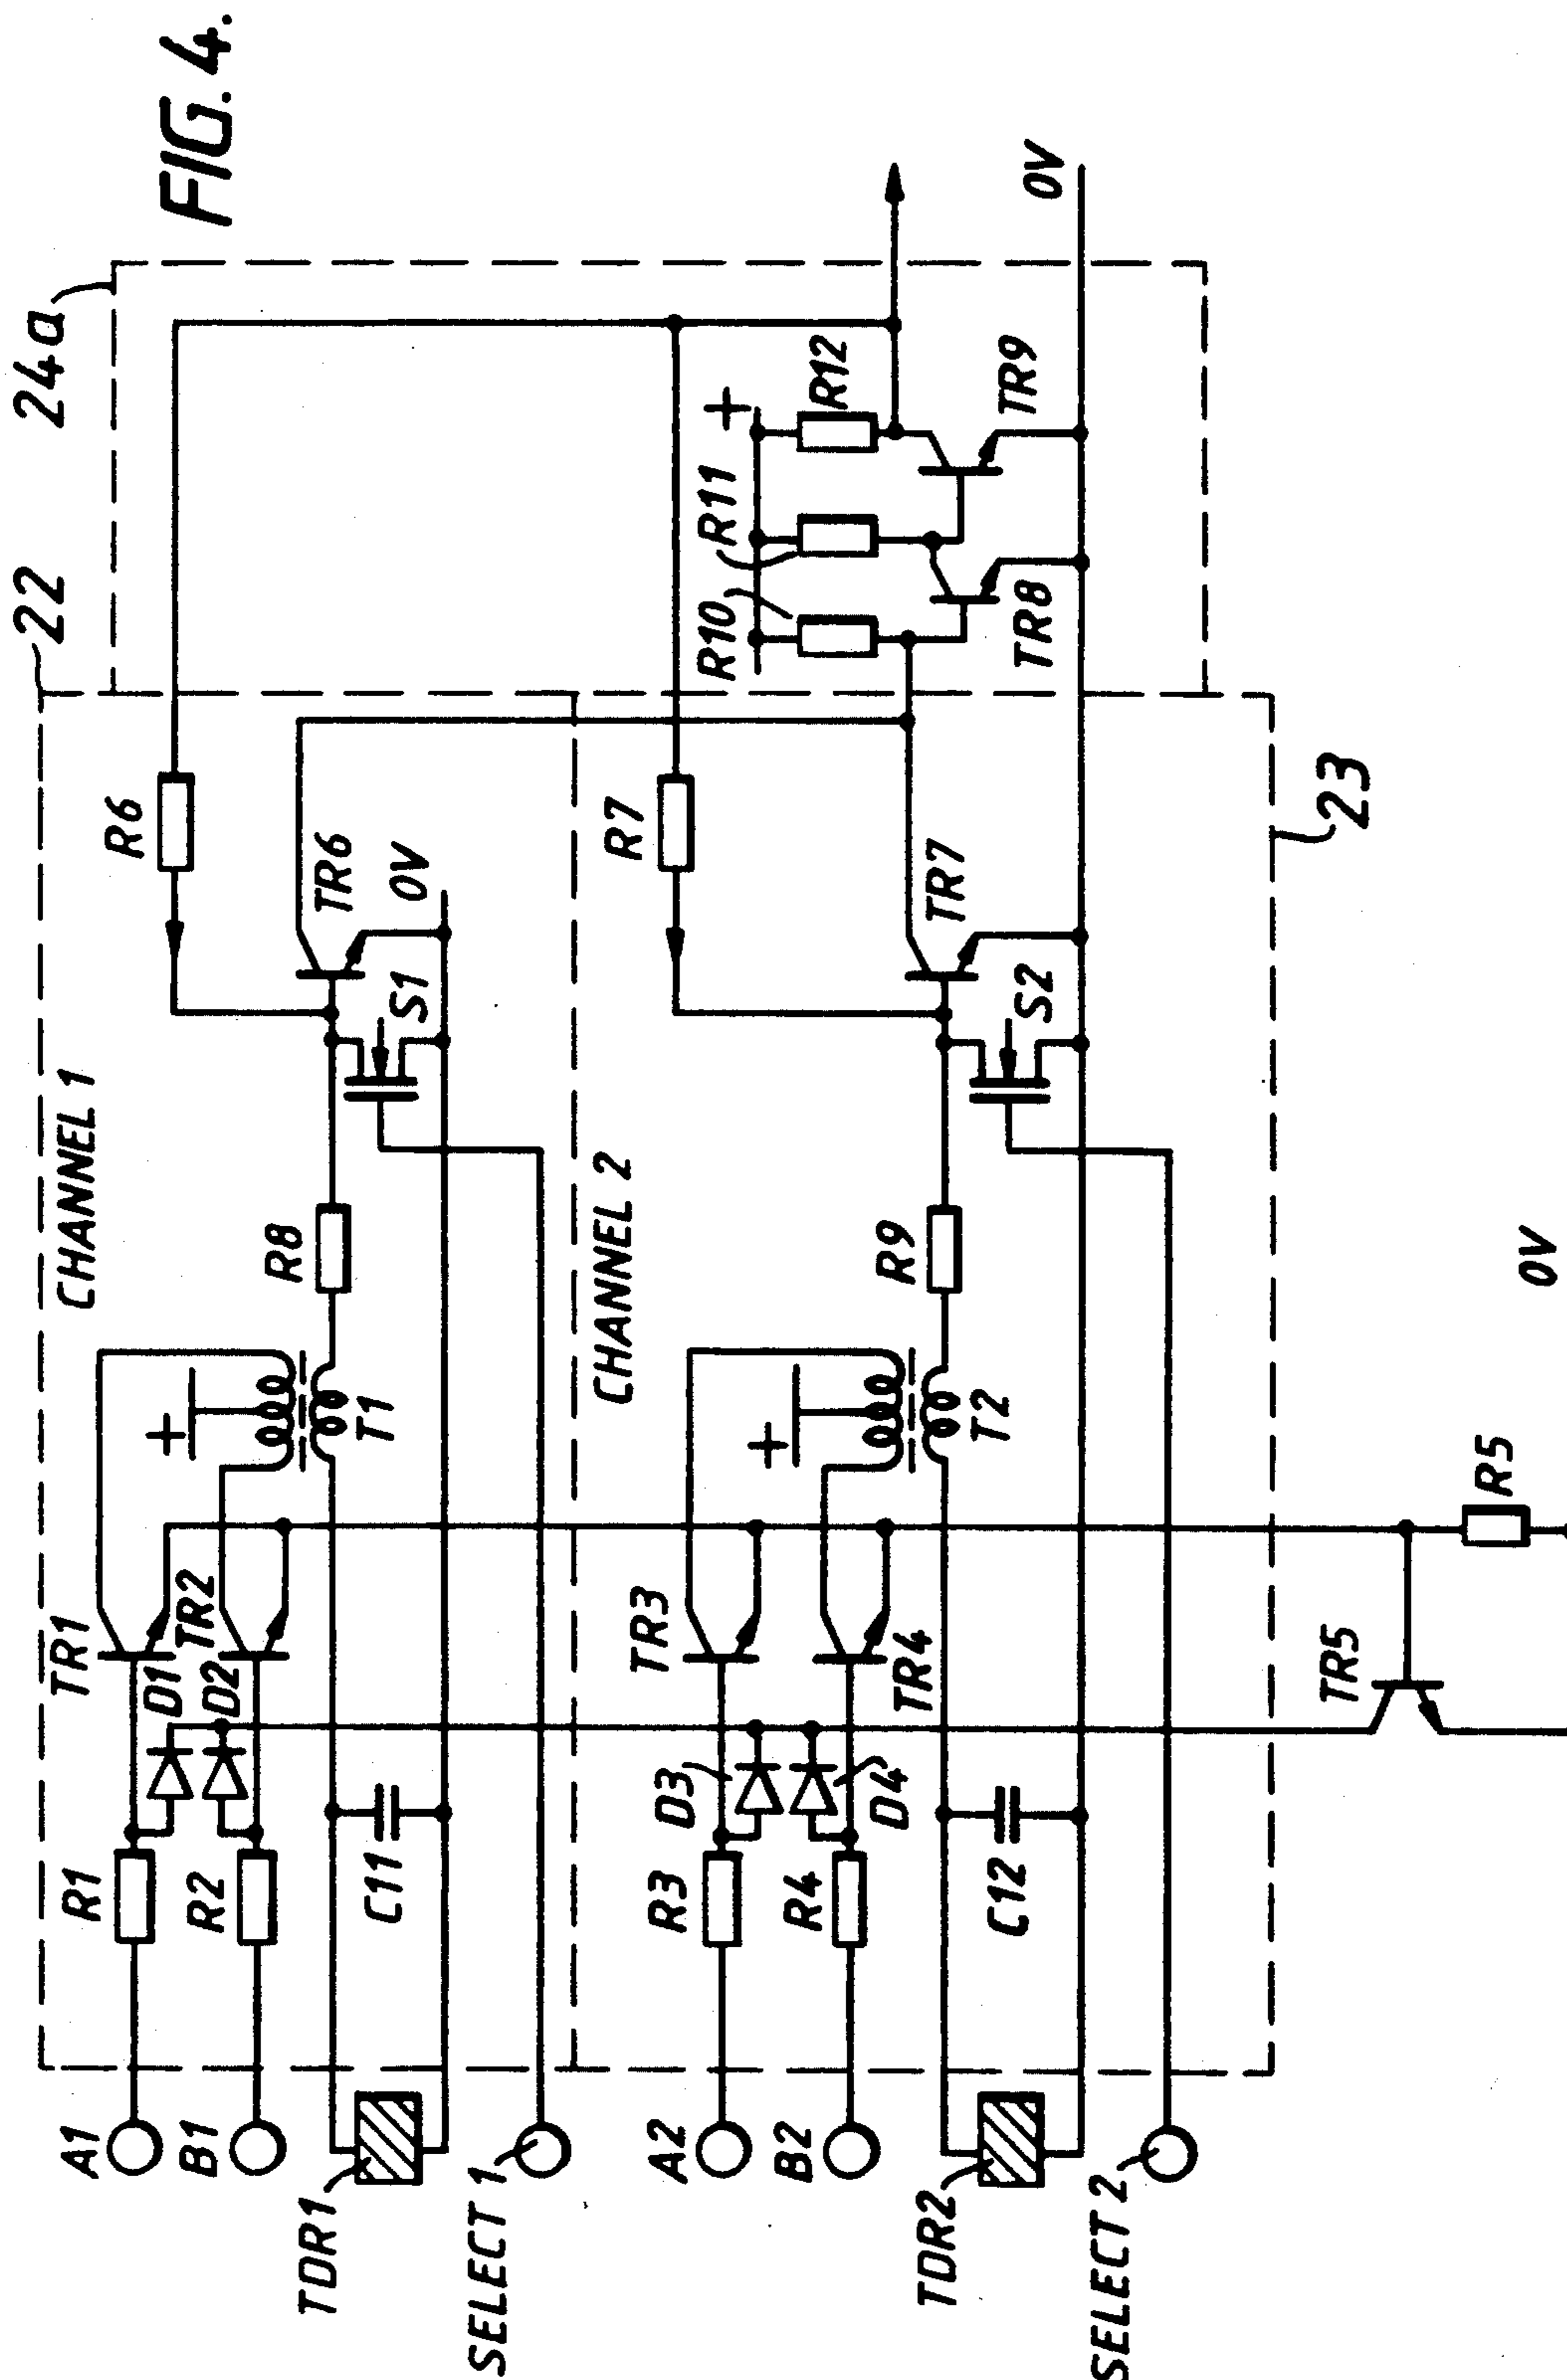 FIG. 4.
22
24a
CHANNEL 1
A1
R1
TR1
D1
TR2
D2
B1
R2
+
T1
R8
R6
TR6
0V
S1
C11
TDR1
SELECT 1
CHANNEL 2
A2
R3
TR3
D3
B2
R4
TR4
D4
+
T2
R9
R7
TR7
S2
C12
TDR2
SELECT 2
R10
R11
R12
+
TR8
TR9
0V
23
TR5
R5
0V